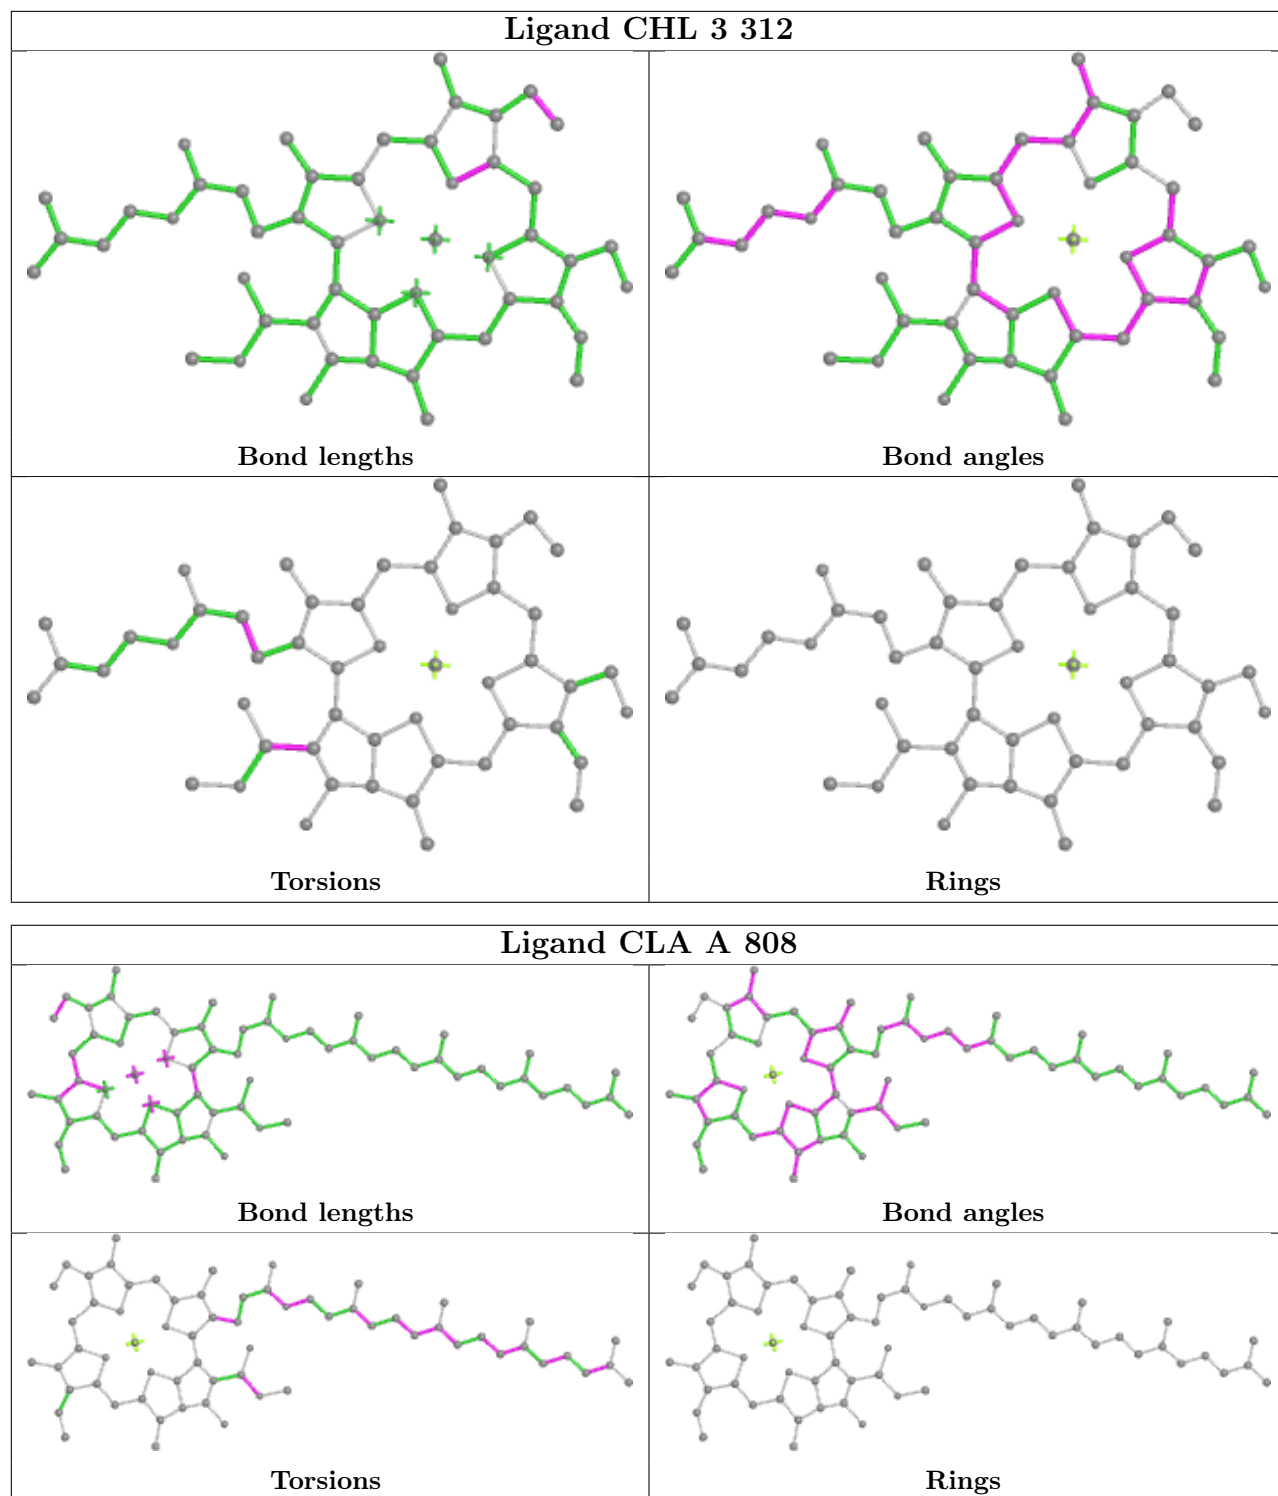 Ligand CHL 3 312
Bond lengths
Bond angles
Torsions
Rings
Ligand CLA A 808
Bond lengths
Bond angles
Torsions
Rings